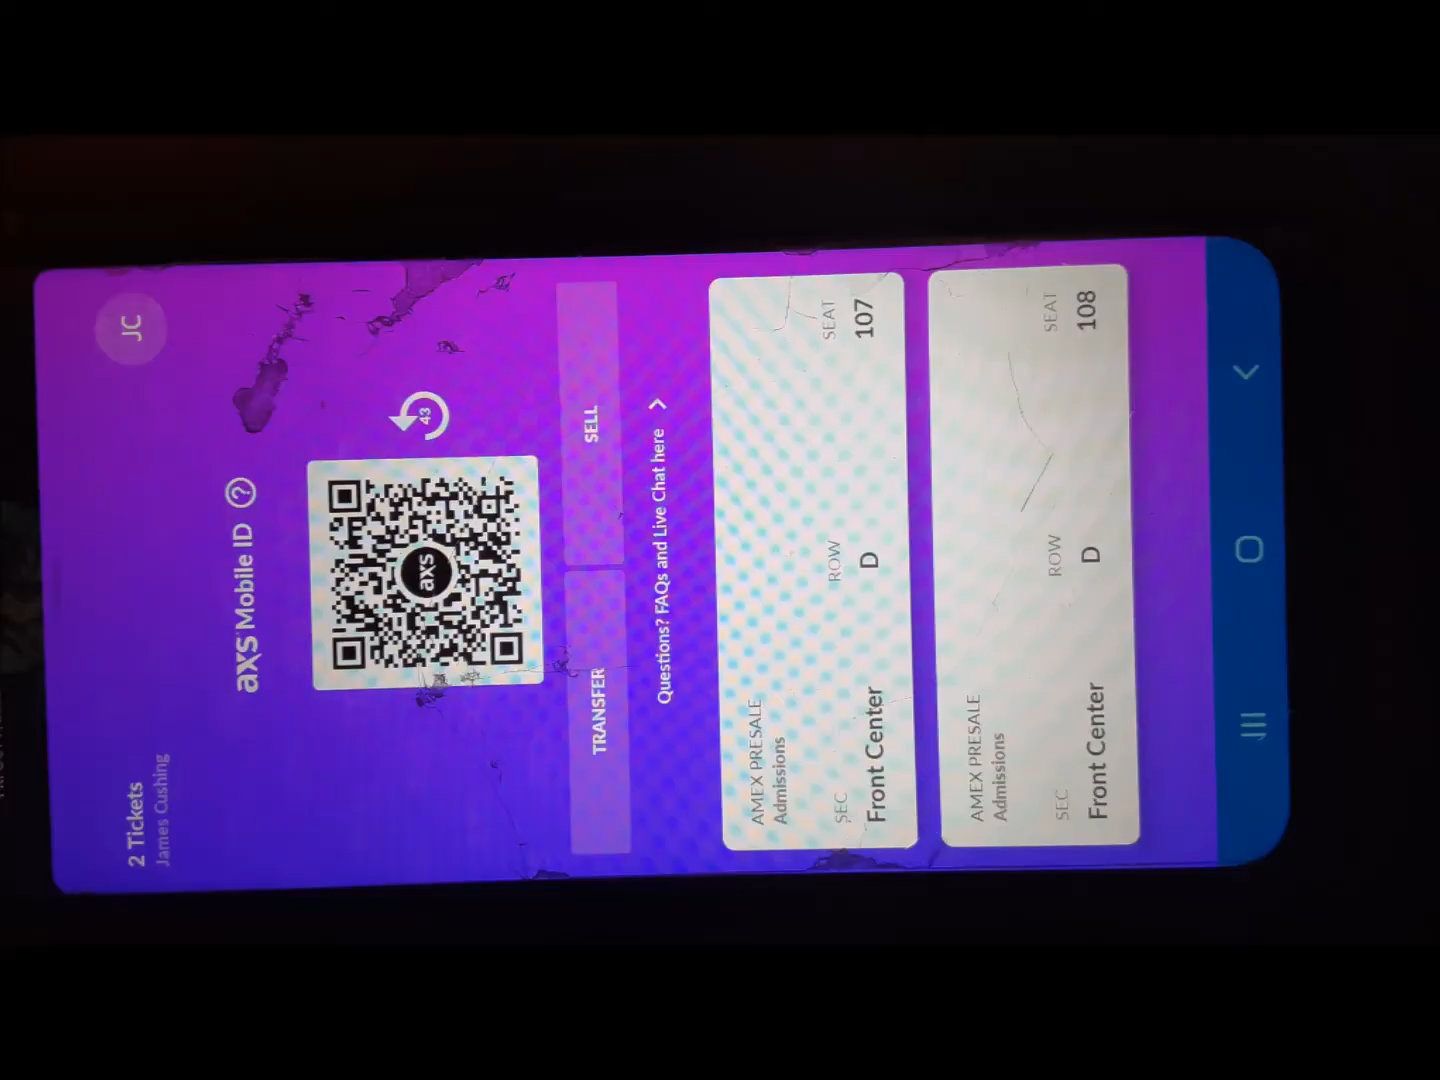 2 Tickets
James Cushing
JC
axs Mobile ID ?
axs
43
TRANSFER
SELL
Questions? FAQs and Live Chat here >
AMEX PRESALE
Admissions
SEC ROW SEAT
Front Center D 107
AMEX PRESALE
Admissions
SEC ROW SEAT
Front Center D 108